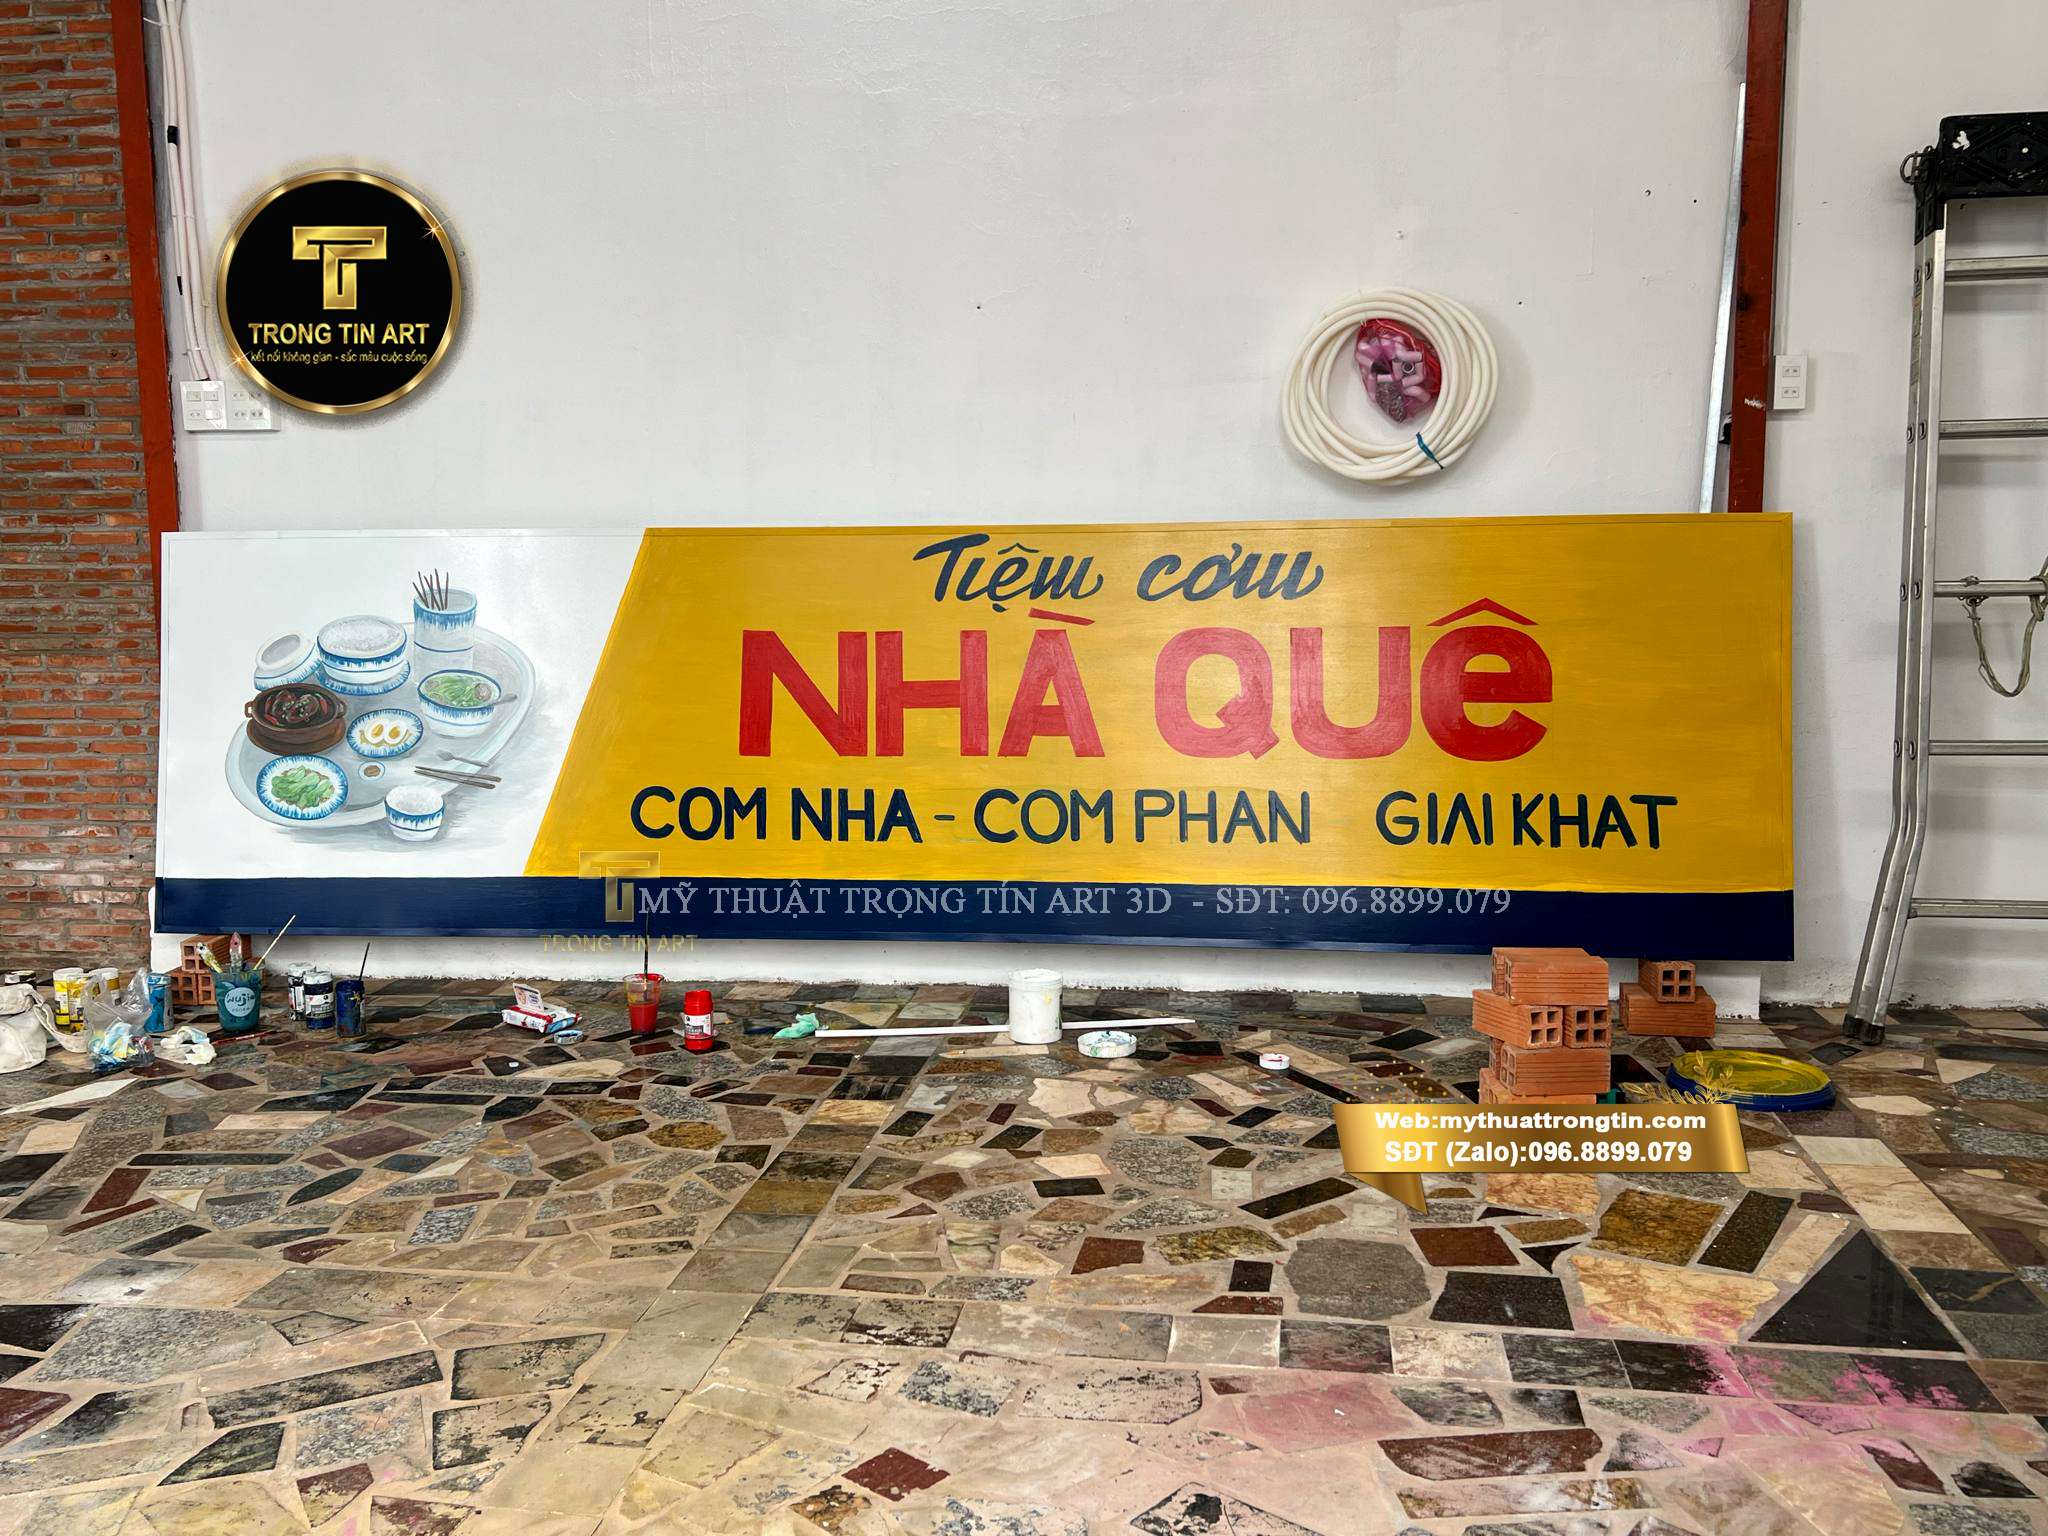 TRONG TIN ART
kết nối không gian - sắc màu cuộc sống
Tiệm cơm
NHÀ QUÊ
COM NHA - COM PHAN GIAI KHAT
MỸ THUẬT TRỌNG TÍN ART 3D - SĐT: 096.8899.079
TRONG TIN ART
Web:mythuattrongtin.com
SĐT (Zalo):096.8899.079